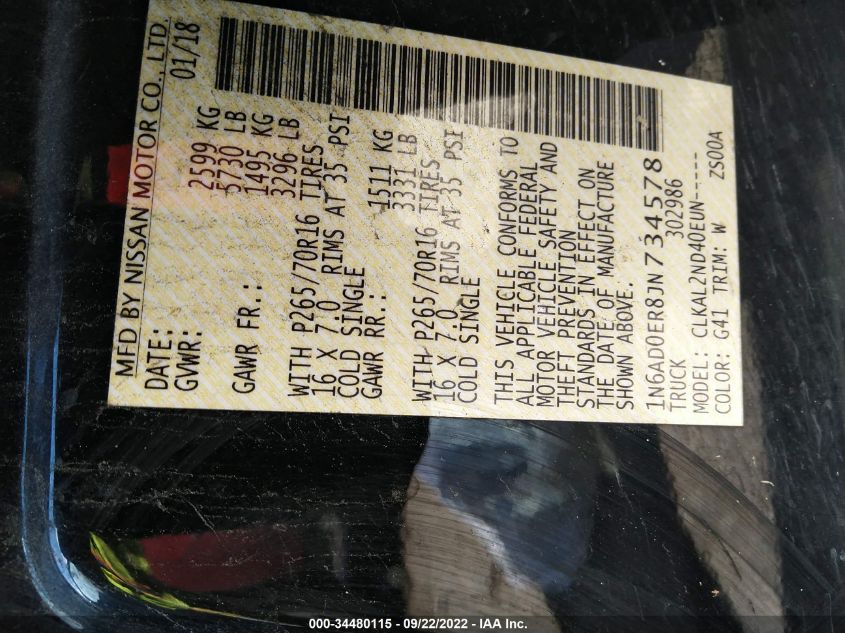 MFD BY NISSAN MOTOR CO., LTD.
DATE: 01/18
GVWR: 2599 KG
5730 LB
GAWR FR.: 1495 KG
3296 LB
WITH P265/70R16 TIRES
16 X 7.0 RIMS AT 35 PSI
COLD SINGLE
GAWR RR.: 1511 KG
3331 LB
WITH P265/70R16 TIRES
16 X 7.0 RIMS AT 35 PSI
COLD SINGLE
THIS VEHICLE CONFORMS TO
ALL APPLICABLE FEDERAL
MOTOR VEHICLE SAFETY AND
THEFT PREVENTION
STANDARDS IN EFFECT ON
THE DATE OF MANUFACTURE
SHOWN ABOVE.
1N6AD0ER8JN734578
TRUCK 302986
MODEL: CLKAL2ND40EUN-----
COLOR: G41 TRIM: W ZS00A
000-34480115 - 09/22/2022 - IAA Inc.